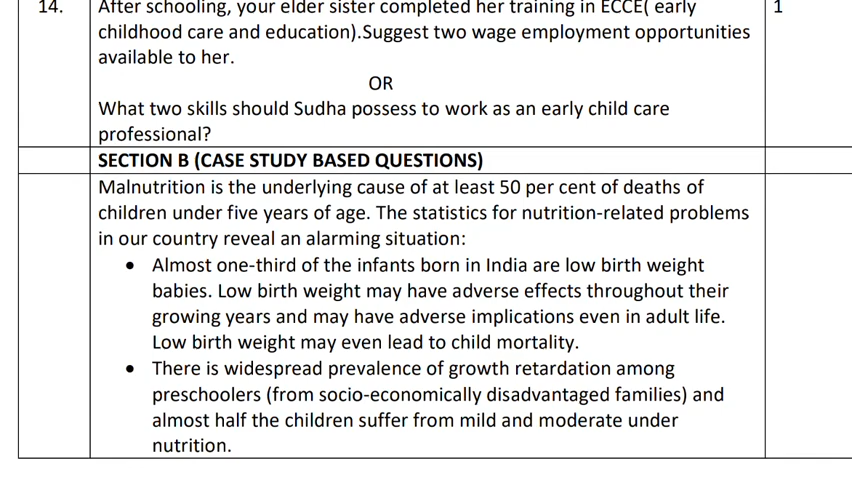 14. After schooling, your elder sister completed her training in ECCE( early 1
childhood care and education).Suggest two wage employment opportunities
available to her.
OR
What two skills should Sudha possess to work as an early child care
professional?
SECTION B (CASE STUDY BASED QUESTIONS)
Malnutrition is the underlying cause of at least 50 per cent of deaths of
children under five years of age. The statistics for nutrition-related problems
in our country reveal an alarming situation:
• Almost one-third of the infants born in India are low birth weight
babies. Low birth weight may have adverse effects throughout their
growing years and may have adverse implications even in adult life.
Low birth weight may even lead to child mortality.
• There is widespread prevalence of growth retardation among
preschoolers (from socio-economically disadvantaged families) and
almost half the children suffer from mild and moderate under
nutrition.